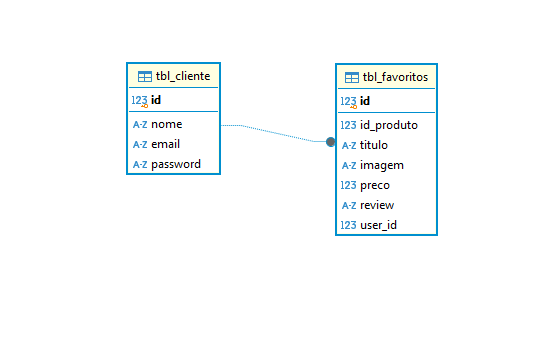 tbl_cliente
123 id
A-Z nome
A-Z email
A-Z password
tbl_favoritos
123 id
123 id_produto
A-Z titulo
A-Z imagem
123 preco
A-Z review
123 user_id